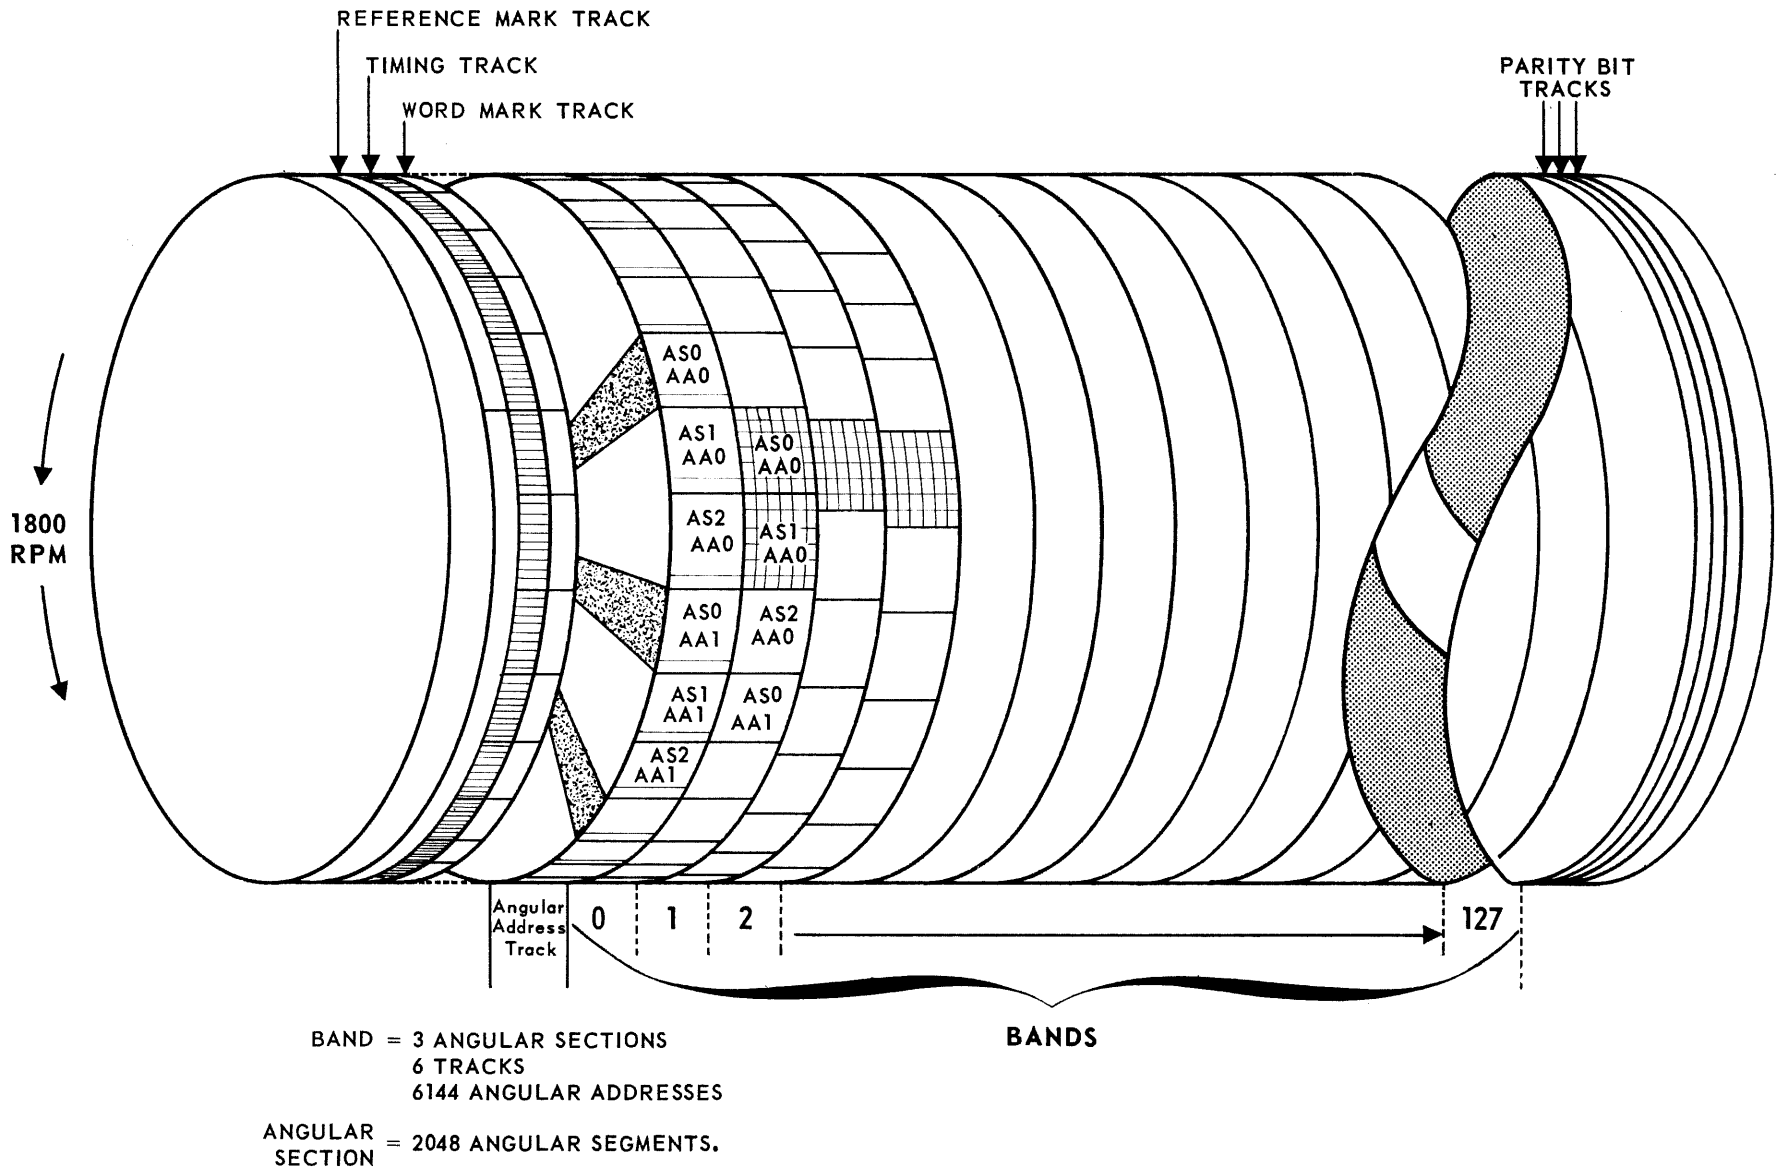 REFERENCE MARK TRACK
TIMING TRACK
WORD MARK TRACK
PARITY BIT
TRACKS
1800
RPM
AS0
AA0
AS1
AA0
AS0
AA0
AS2
AA0
AS1
AA0
AS0
AA1
AS2
AA0
AS1
AA1
AS0
AA1
AS2
AA1
Angular
Address
Track
0
1
2
127
BANDS
BAND = 3 ANGULAR SECTIONS
6 TRACKS
6144 ANGULAR ADDRESSES
ANGULAR
SECTION = 2048 ANGULAR SEGMENTS.